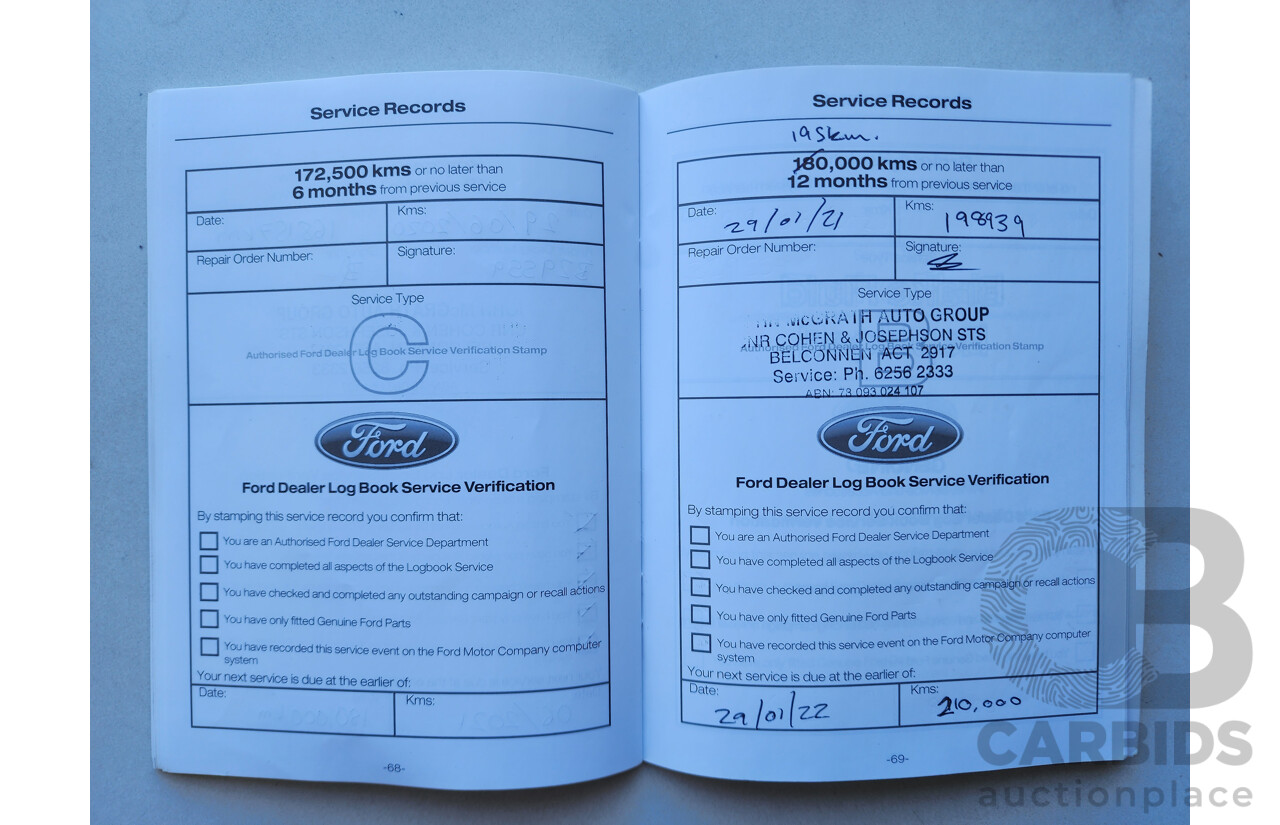 Service Records
172,500 kms or no later than
6 months from previous service
Date:
Kms:
Repair Order Number:
Signature:
Service Type
C
Authorised Ford Dealer Log Book Service Verification Stamp
Ford
Ford Dealer Log Book Service Verification
By stamping this service record you confirm that:
You are an Authorised Ford Dealer Service Department
You have completed all aspects of the Logbook Service
You have checked and completed any outstanding campaign or recall actions
You have only fitted Genuine Ford Parts
You have recorded this service event on the Ford Motor Company computer
system
Your next service is due at the earlier of:
Date:
Kms:
-68-
Service Records
195km.
180,000 kms or no later than
12 months from previous service
Date: 29/01/21
Kms: 198939
Repair Order Number:
Signature:
Service Type
McGRATH AUTO GROUP
CNR COHEN & JOSEPHSON STS
BELCONNEN ACT 2917
Service: Ph. 6256 2333
ABN: 73 093 024 107
B
Authorised Ford Dealer Log Book Service Verification Stamp
Ford
Ford Dealer Log Book Service Verification
By stamping this service record you confirm that:
You are an Authorised Ford Dealer Service Department
You have completed all aspects of the Logbook Service
You have checked and completed any outstanding campaign or recall actions
You have only fitted Genuine Ford Parts
You have recorded this service event on the Ford Motor Company computer
system
Your next service is due at the earlier of:
Date: 29/01/22
Kms: 210,000
-69-
CB
CARBIDS
auctionplace